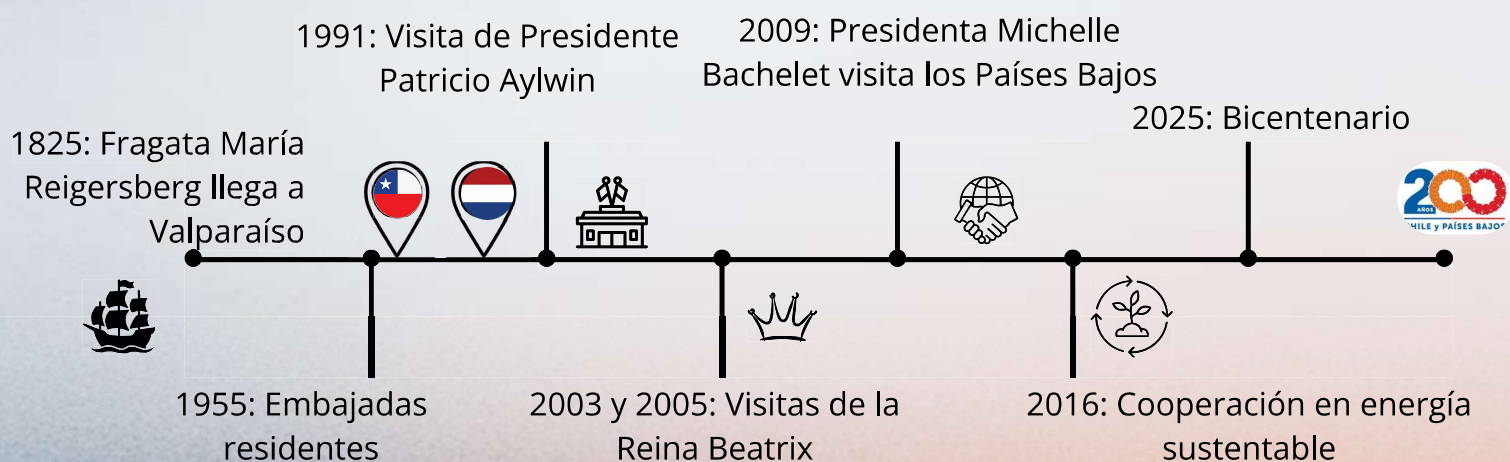 1825: Fragata María
Reigersberg llega a
Valparaíso
1955: Embajadas
residentes
1991: Visita de Presidente
Patricio Aylwin
2003 y 2005: Visitas de la
Reina Beatrix
2009: Presidenta Michelle
Bachelet visita los Países Bajos
2016: Cooperación en energía
sustentable
2025: Bicentenario
200
AÑOS
HILE y PAÍSES BAJOS